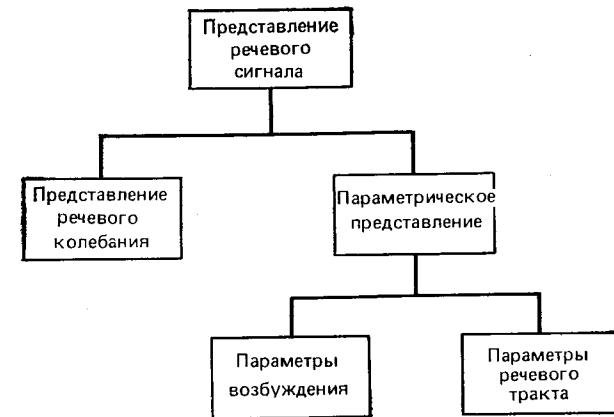 Представление
речевого
сигнала
Представление
речевого
колебания
Параметрическое
представление
Параметры
возбуждения
Параметры
речевого
тракта